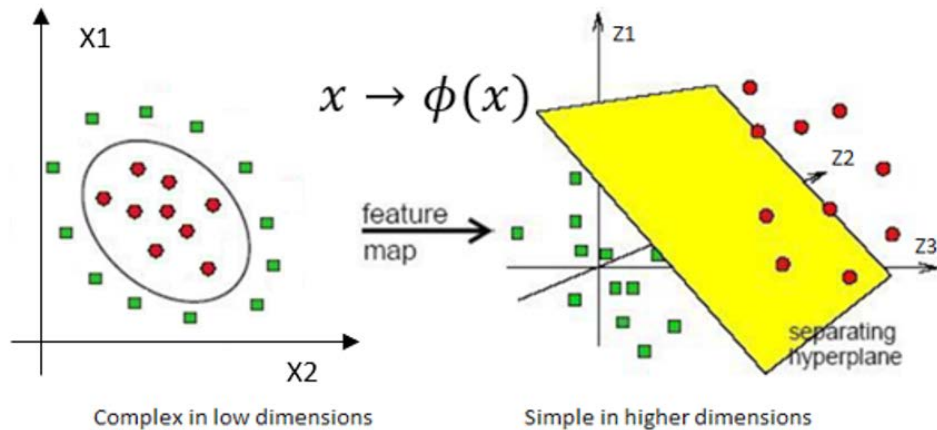 X1
x → ϕ(x)
feature
map
X2
Complex in low dimensions
Z1
Z2
Z3
separating
hyperplane
Simple in higher dimensions